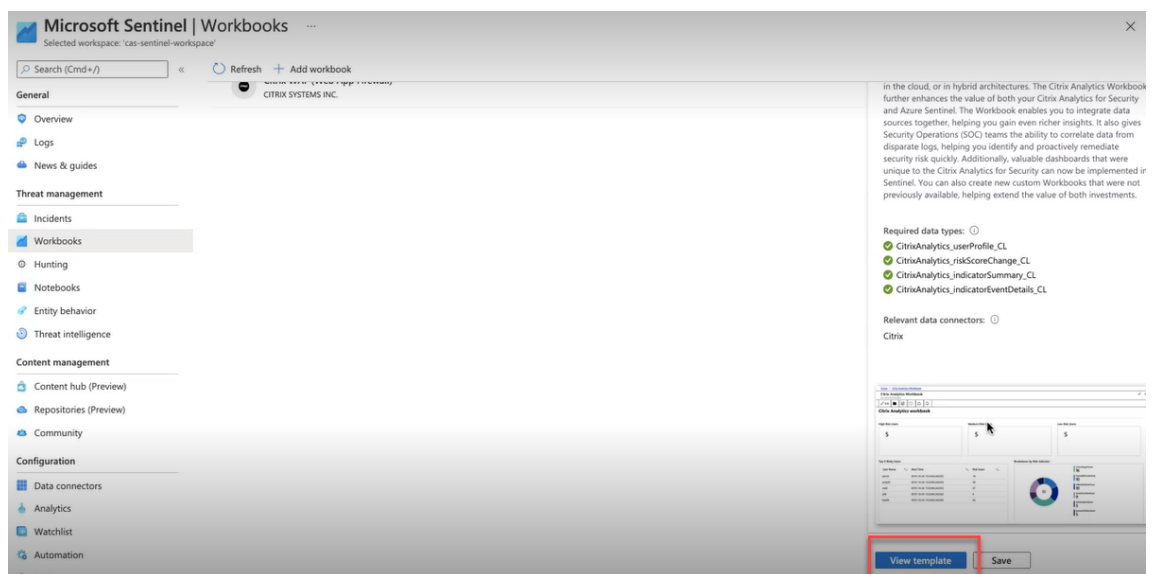 Microsoft Sentinel | Workbooks ...
Selected workspace: 'cas-sentinel-workspace'
Search (Cmd+/)
«
Refresh
+ Add workbook
General
Overview
Logs
News & guides
Threat management
Incidents
Workbooks
Hunting
Notebooks
Entity behavior
Threat intelligence
Content management
Content hub (Preview)
Repositories (Preview)
Community
Configuration
Data connectors
Analytics
Watchlist
Automation
Citrix WAF (Web App Firewall)
CITRIX SYSTEMS INC.
in the cloud, or in hybrid architectures. The Citrix Analytics Workbook
further enhances the value of both your Citrix Analytics for Security
and Azure Sentinel. The Workbook enables you to integrate data
sources together, helping you gain even richer insights. It also gives
Security Operations (SOC) teams the ability to correlate data from
disparate logs, helping you identify and proactively remediate
security risk quickly. Additionally, valuable dashboards that were
unique to the Citrix Analytics for Security can now be implemented in
Sentinel. You can also create new custom Workbooks that were not
previously available, helping extend the value of both investments.
Required data types:
CitrixAnalytics_userProfile_CL
CitrixAnalytics_riskScoreChange_CL
CitrixAnalytics_indicatorSummary_CL
CitrixAnalytics_indicatorEventDetails_CL
Relevant data connectors:
Citrix
Citrix Analytics Workbook
Citrix Analytics workbook
View template
Save